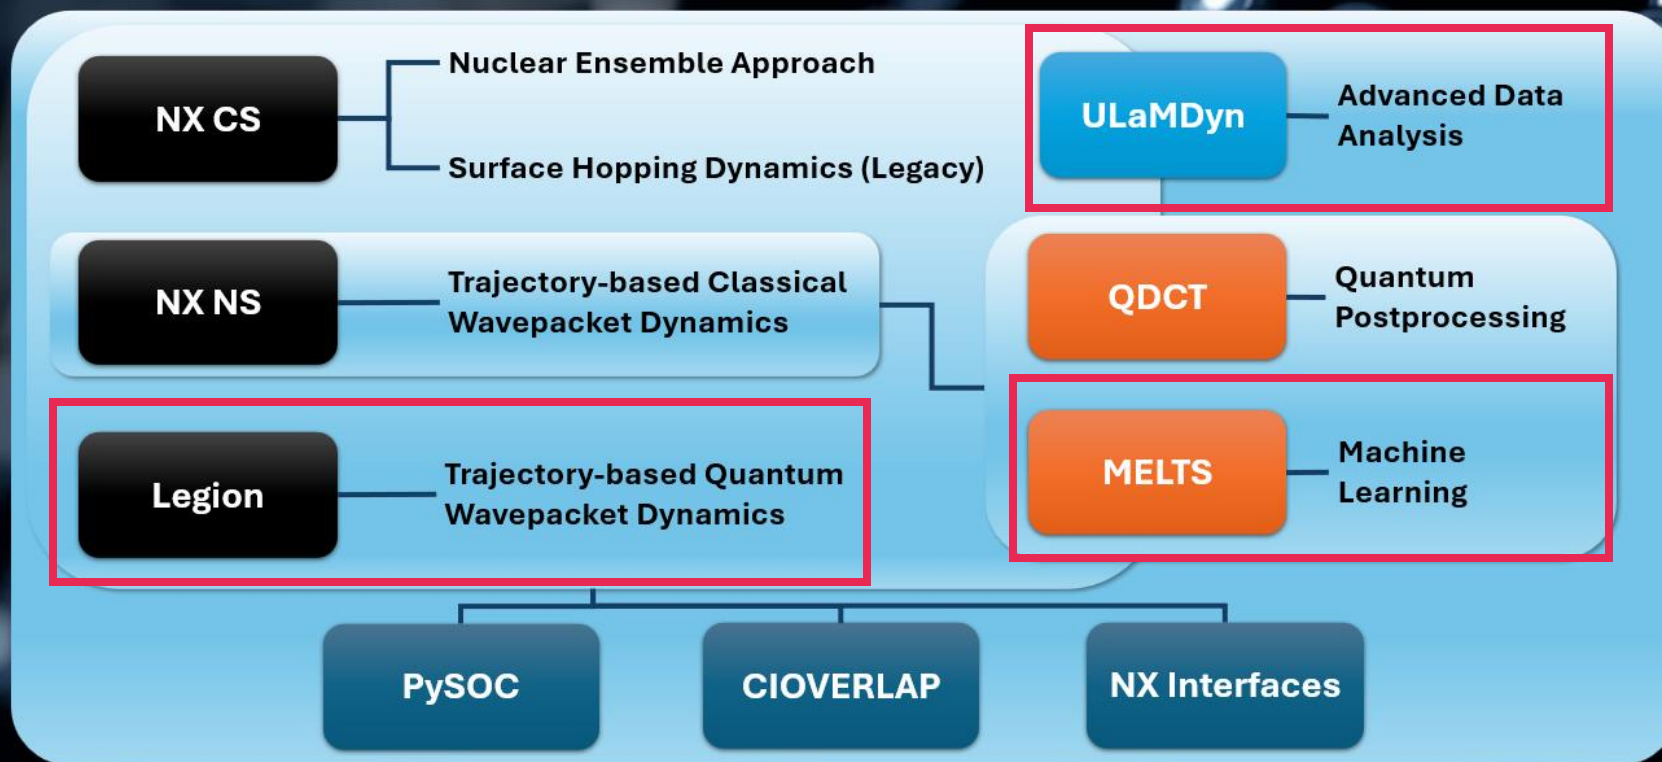 NX CS
Nuclear Ensemble Approach
Surface Hopping Dynamics (Legacy)
ULaMDyn
Advanced Data
Analysis
NX NS
Trajectory-based Classical
Wavepacket Dynamics
QDCT
Quantum
Postprocessing
Legion
Trajectory-based Quantum
Wavepacket Dynamics
MELTS
Machine
Learning
PySOC
CIOVERLAP
NX Interfaces